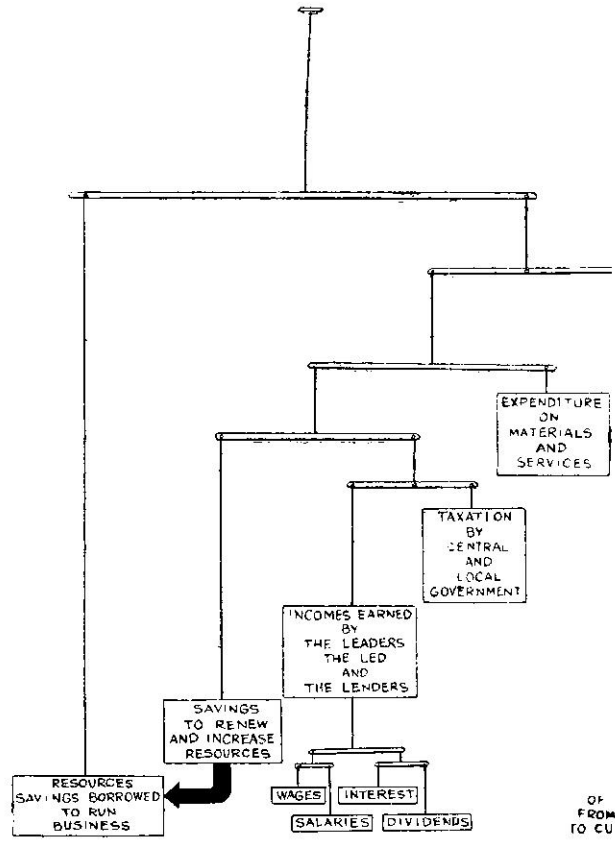 EXPENDITURE
ON
MATERIALS
AND
SERVICES
TAXATION
BY
CENTRAL
AND
LOCAL
GOVERNMENT
INCOMES EARNED
BY
THE LEADERS
THE LED
AND
THE LENDERS
SAVINGS
TO RENEW
AND INCREASE
RESOURCES
RESOURCES
SAVINGS BORROWED
TO RUN
BUSINESS
WAGES
INTEREST
SALARIES
DIVIDENDS
OF
FROM
TO CU